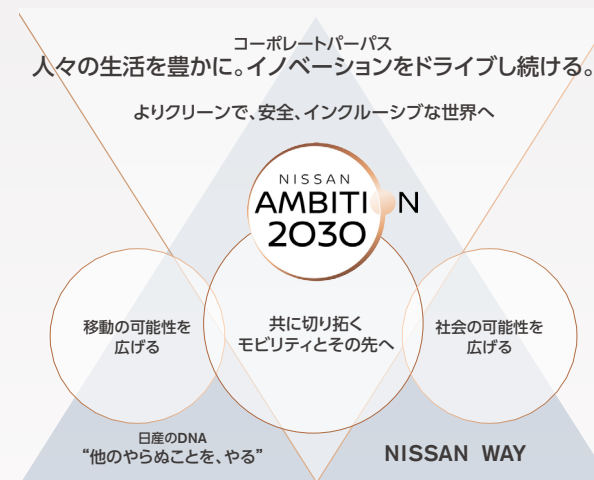 コーポレートパーパス
人々の生活を豊かに。イノベーションをドライブし続ける。
よりクリーンで、安全、インクルーシブな世界へ
NISSAN
AMBITION
2030
移動の可能性を
広げる
共に切り拓く
モビリティとその先へ
社会の可能性を
広げる
日産のDNA
“他のやらぬことを、やる”
NISSAN WAY